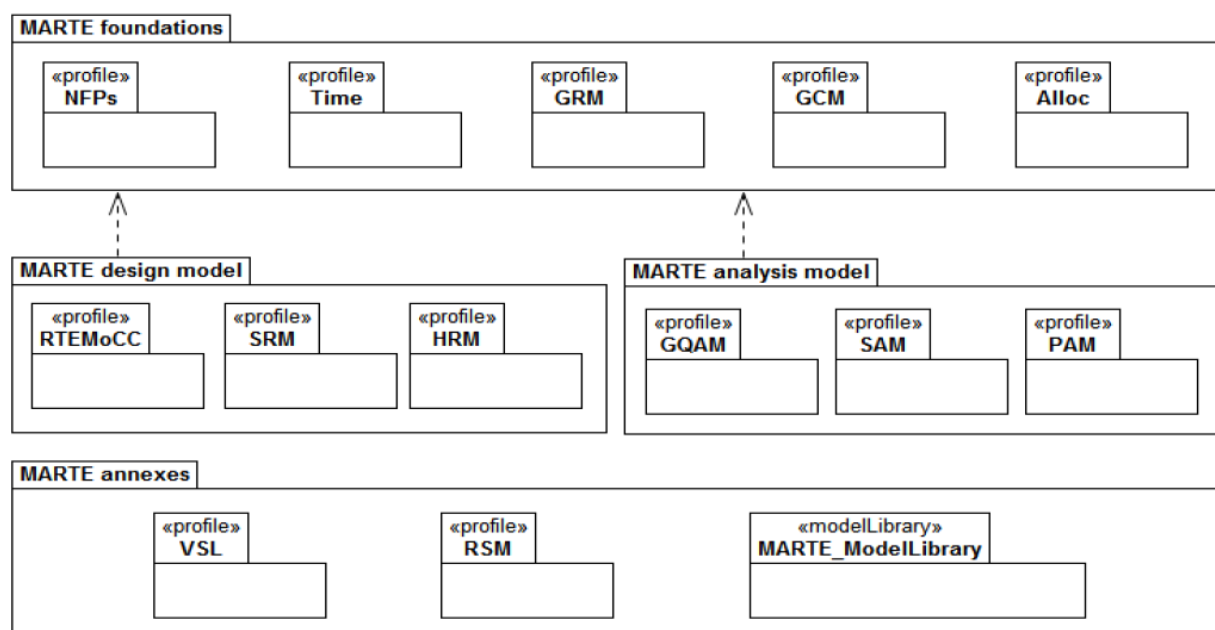 MARTE foundations
«profile»
NFPs
«profile»
Time
«profile»
GRM
«profile»
GCM
«profile»
Alloc
MARTE design model
«profile»
RTEMoCC
«profile»
SRM
«profile»
HRM
MARTE analysis model
«profile»
GQAM
«profile»
SAM
«profile»
PAM
MARTE annexes
«profile»
VSL
«profile»
RSM
«modelLibrary»
MARTE_ModelLibrary